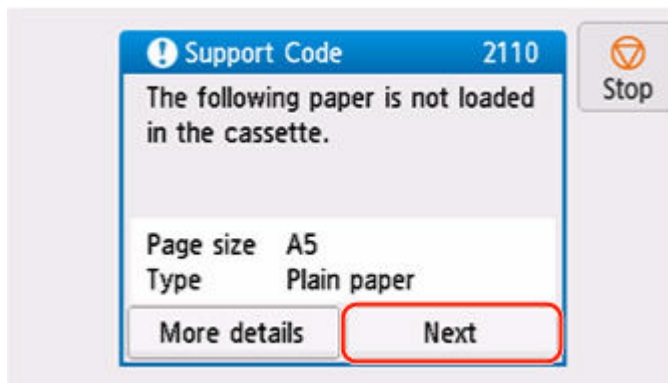 Support Code 2110
Stop
The following paper is not loaded
in the cassette.
Page size A5
Type Plain paper
More details
Next